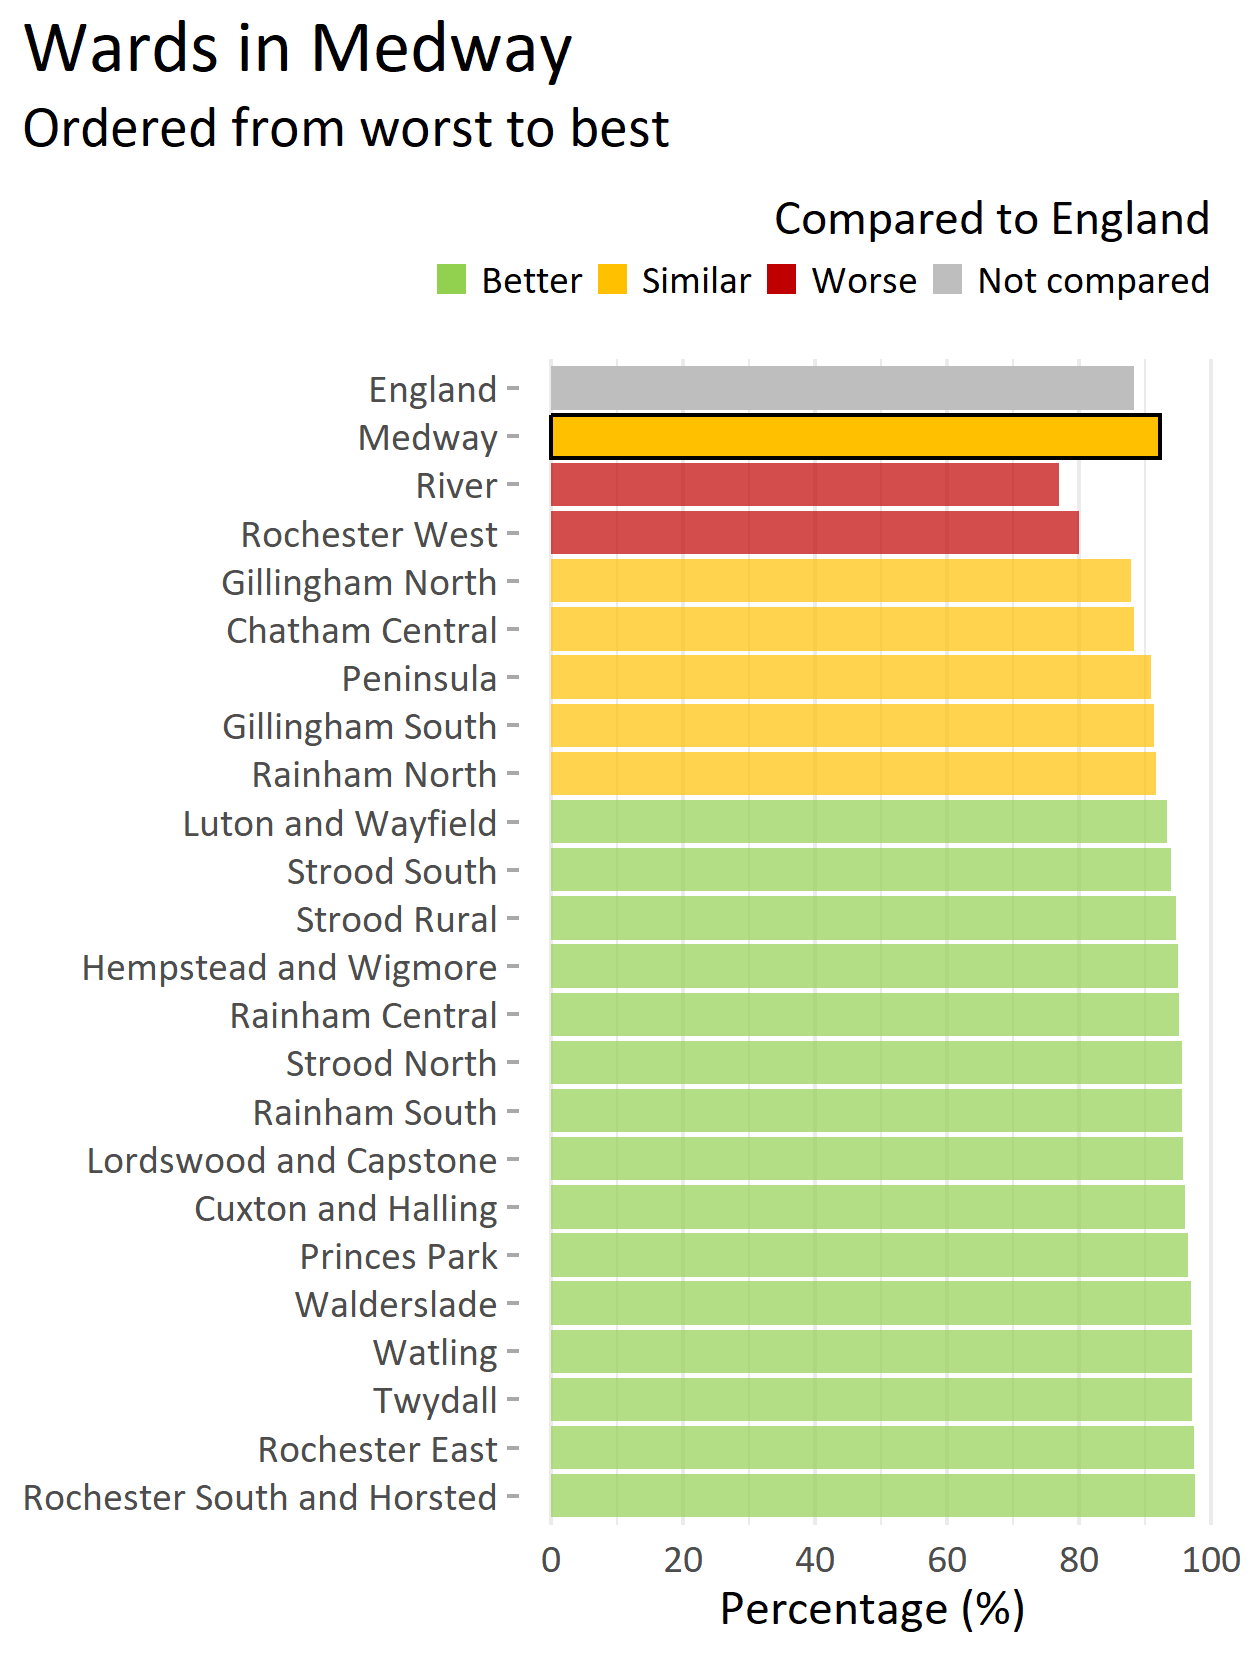 Wards in Medway
Ordered from worst to best
Compared to England
Better Similar Worse Not compared
England
Medway
River
Rochester West
Gillingham North
Chatham Central
Peninsula
Gillingham South
Rainham North
Luton and Wayfield
Strood South
Strood Rural
Hempstead and Wigmore
Rainham Central
Strood North
Rainham South
Lordswood and Capstone
Cuxton and Halling
Princes Park
Walderslade
Watling
Twydall
Rochester East
Rochester South and Horsted
0 20 40 60 80 100
Percentage (%)